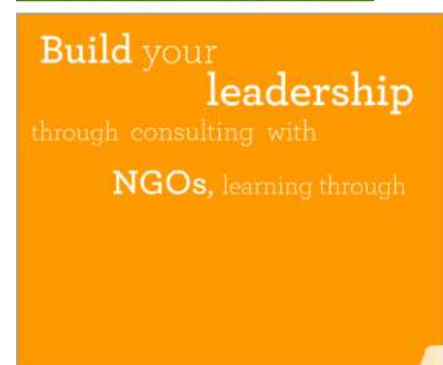 Build your
leadership
through consulting with
NGOs, learning through